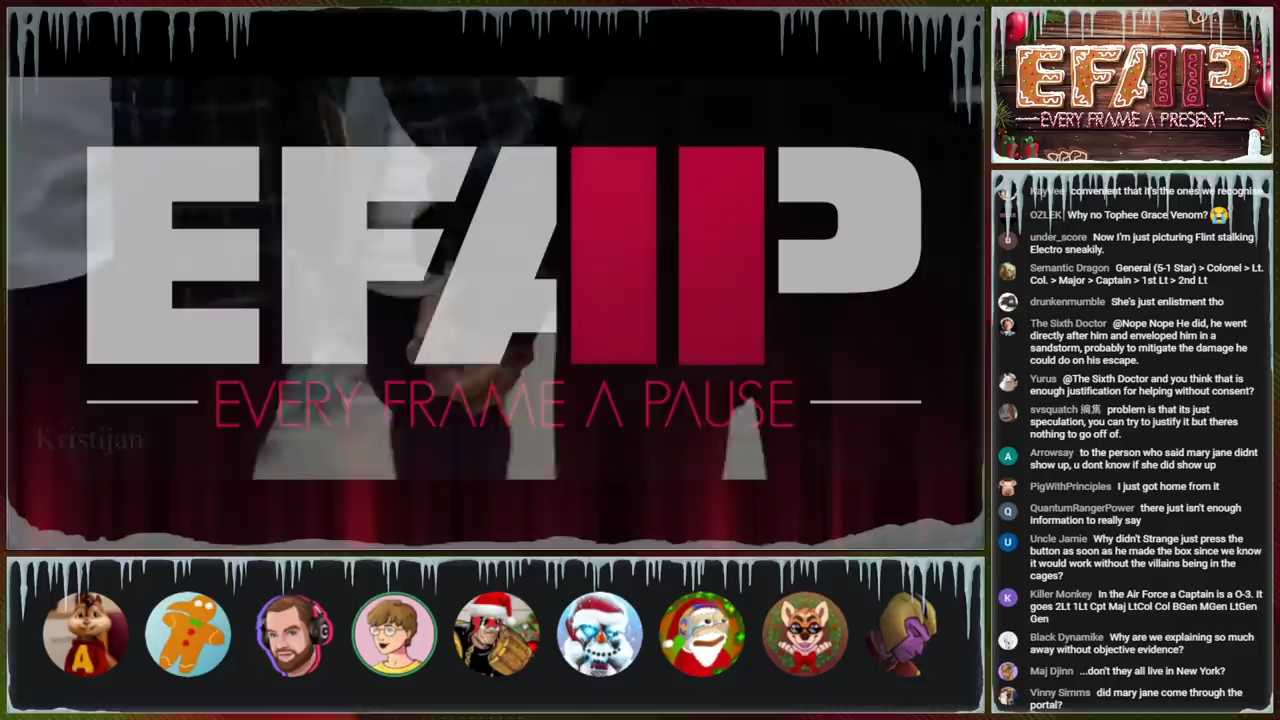 EFAP
EVERY FRAME A PAUSE
Kristijan
EFAP
EVERY FRAME A PRESENT
A
KayVee convenient that it's the ones we recognise
OZLEK Why no Tophee Grace Venom? 😭
under_score Now I'm just picturing Flint stalking
Electro sneakily.
Semantic Dragon General (5-1 Star) > Colonel > Lt.
Col. > Major > Captain > 1st Lt > 2nd Lt
drunkenmumble She's just enlistment tho
The Sixth Doctor @Nope Nope He did, he went
directly after him and enveloped him in a
sandstorm, probably to mitigate the damage he
could do on his escape.
Yurus @The Sixth Doctor and you think that is
enough justification for helping without consent?
svsquatch 編集 problem is that its just
speculation, you can try to justify it but theres
nothing to go off of.
A Arrowsay to the person who said mary jane didnt
show up, u dont know if she did show up
PigWithPrinciples I just got home from it
Q QuantumRangerPower there just isn't enough
information to really say
U Uncle Jamie Why didn't Strange just press the
button as soon as he made the box since we know
it would work without the villains being in the
cages?
K Killer Monkey In the Air Force a Captain is a O-3. It
goes 2Lt 1Lt Cpt Maj LtCol Col BGen MGen LtGen
Gen
Black Dynamike Why are we explaining so much
away without objective evidence?
Maj Djinn ...don't they all live in New York?
Vinny Simms did mary jane come through the
portal?